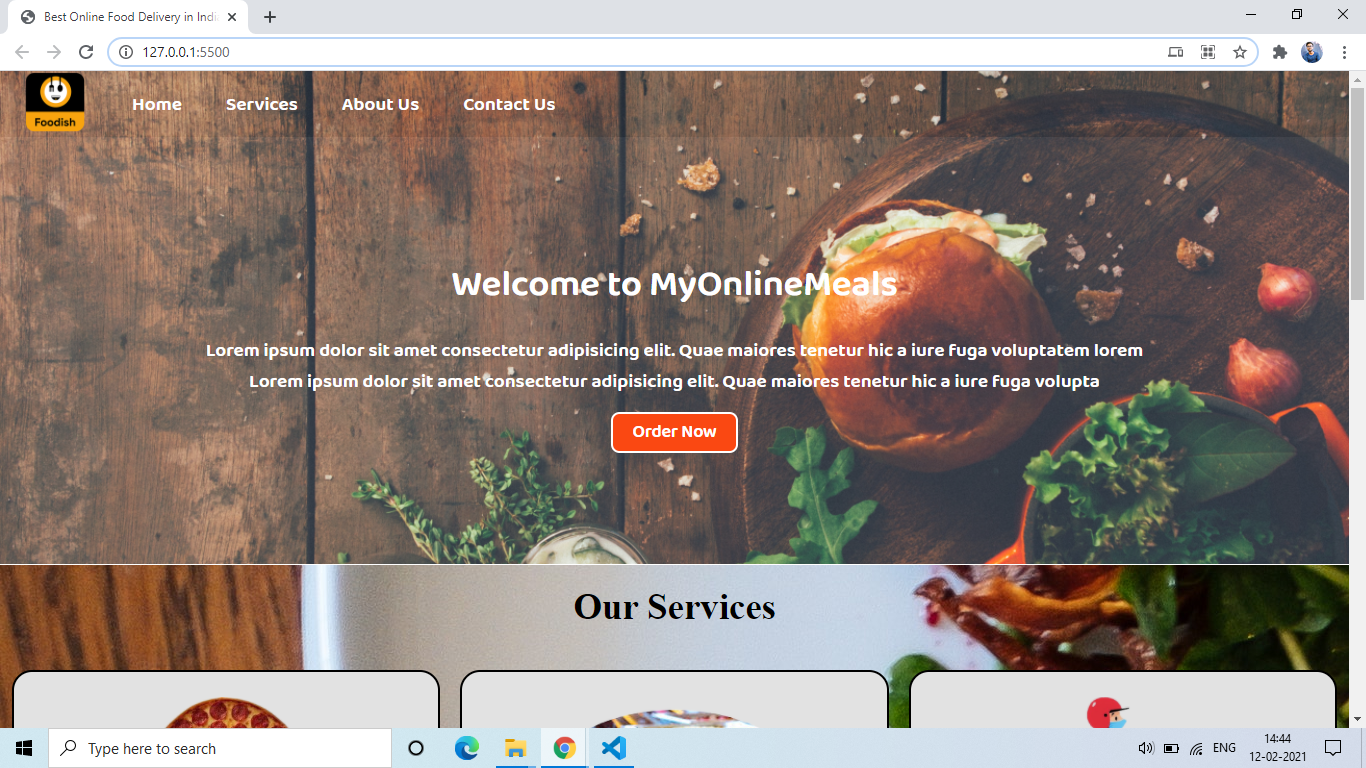 Best Online Food Delivery in Indi
127.0.0.1:5500
Foodish
Home Services About Us Contact Us
Welcome to MyOnlineMeals
Lorem ipsum dolor sit amet consectetur adipisicing elit. Quae maiores tenetur hic a iure fuga voluptatem lorem
Lorem ipsum dolor sit amet consectetur adipisicing elit. Quae maiores tenetur hic a iure fuga volupta
Order Now
Our Services
Type here to search
ENG
14:44
12-02-2021